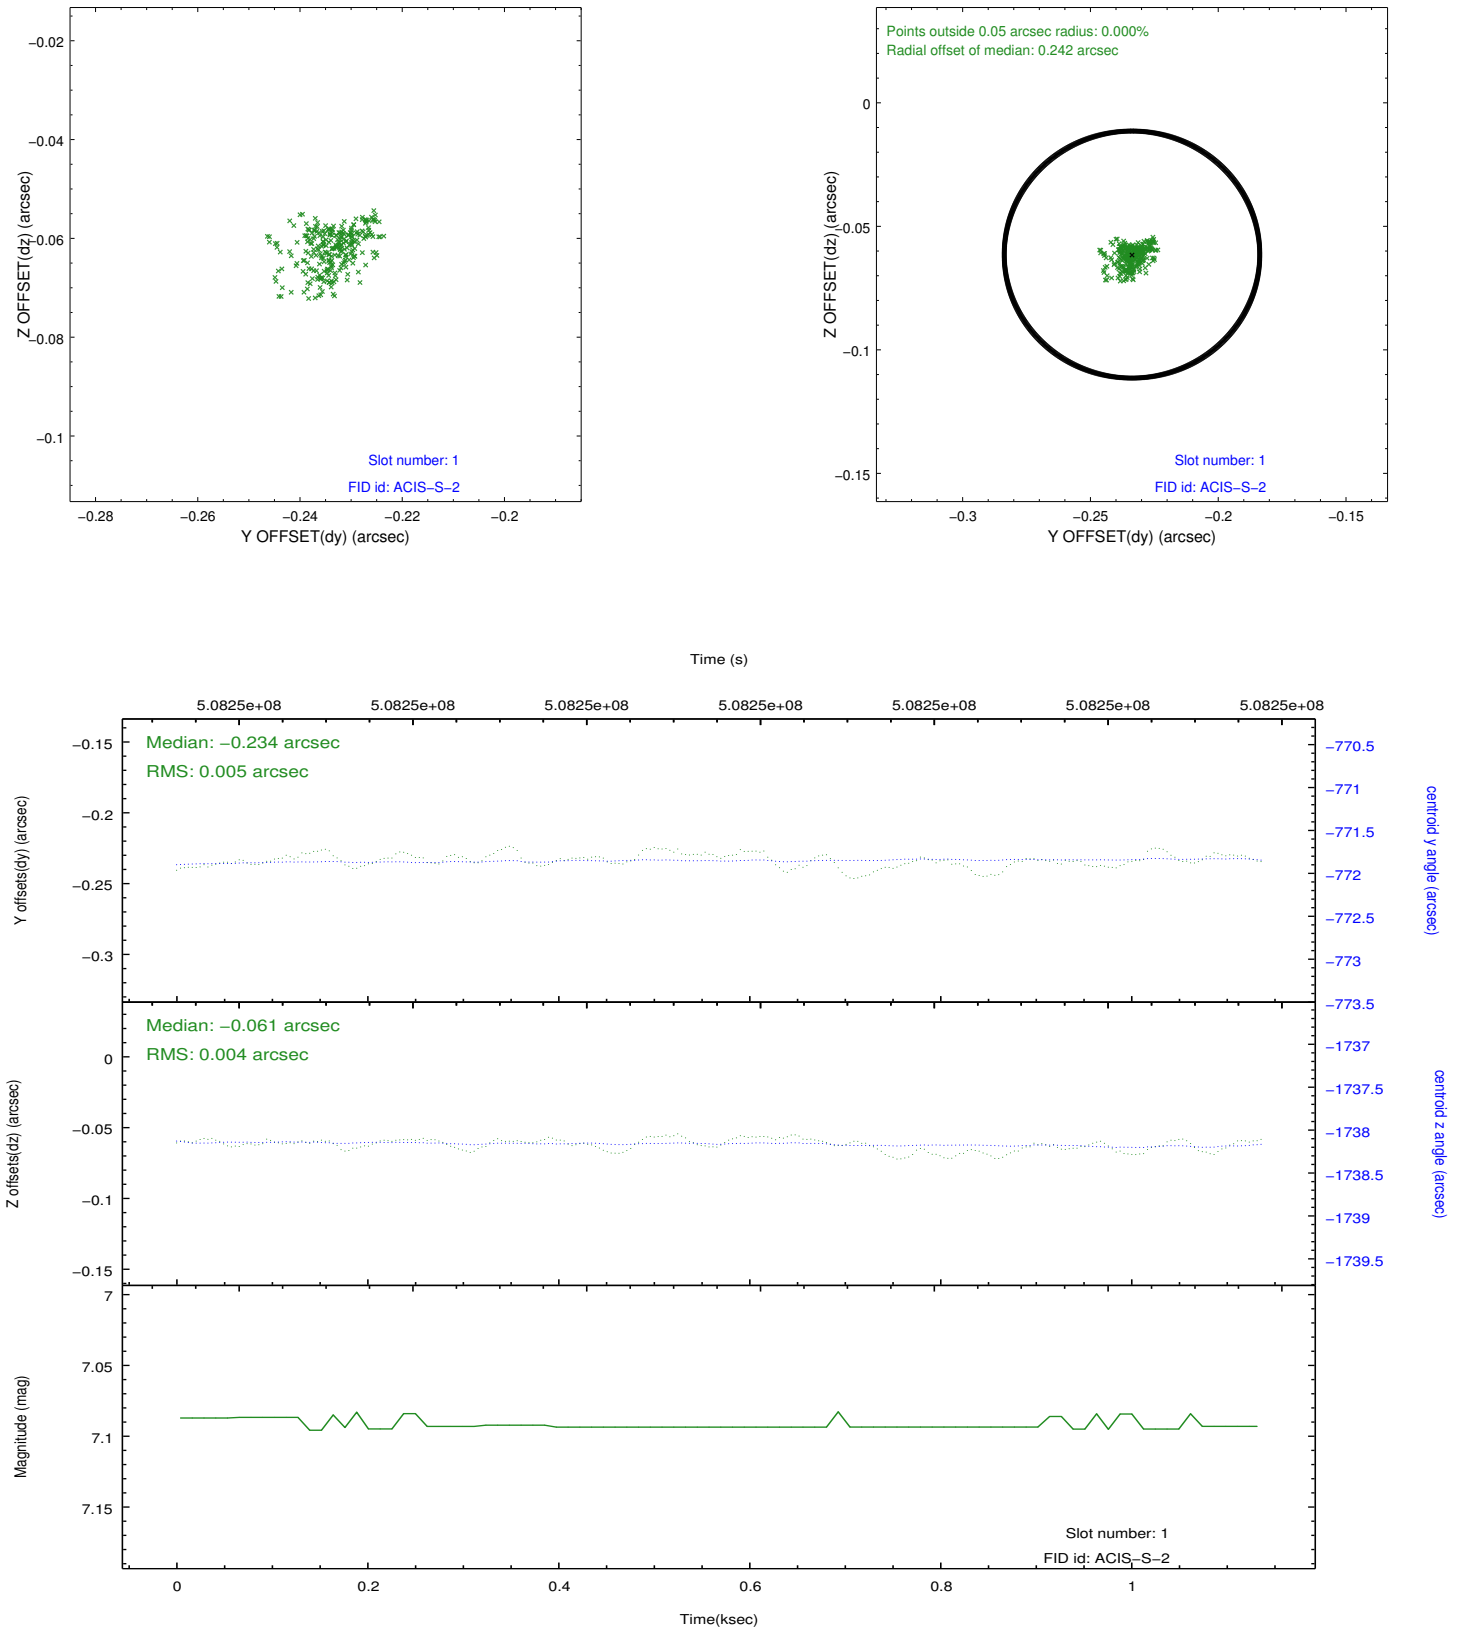 −0.02
−0.04
−0.06
−0.08
−0.1
Z OFFSET(dz) (arcsec)
Slot number: 1
FID id: ACIS−S−2
−0.28
−0.26
−0.24
−0.22
−0.2
Y OFFSET(dy) (arcsec)
Points outside 0.05 arcsec radius: 0.000%
Radial offset of median: 0.242 arcsec
0
−0.05
−0.1
−0.15
Z OFFSET(dz) (arcsec)
Slot number: 1
FID id: ACIS−S−2
−0.3
−0.25
−0.2
−0.15
Y OFFSET(dy) (arcsec)
Time (s)
5.0825e+08
5.0825e+08
5.0825e+08
5.0825e+08
5.0825e+08
5.0825e+08
5.0825e+08
Median: −0.234 arcsec
RMS: 0.005 arcsec
−0.15
−0.2
−0.25
−0.3
Y offsets(dy) (arcsec)
−770.5
−771
−771.5
−772
−772.5
−773
−773.5
centroid y angle (arcsec)
Median: −0.061 arcsec
RMS: 0.004 arcsec
0
−0.05
−0.1
−0.15
Z offsets(dz) (arcsec)
−1737
−1737.5
−1738
−1738.5
−1739
−1739.5
centroid z angle (arcsec)
7
7.05
7.1
7.15
Magnitude (mag)
Slot number: 1
FID id: ACIS−S−2
0
0.2
0.4
0.6
0.8
1
Time(ksec)